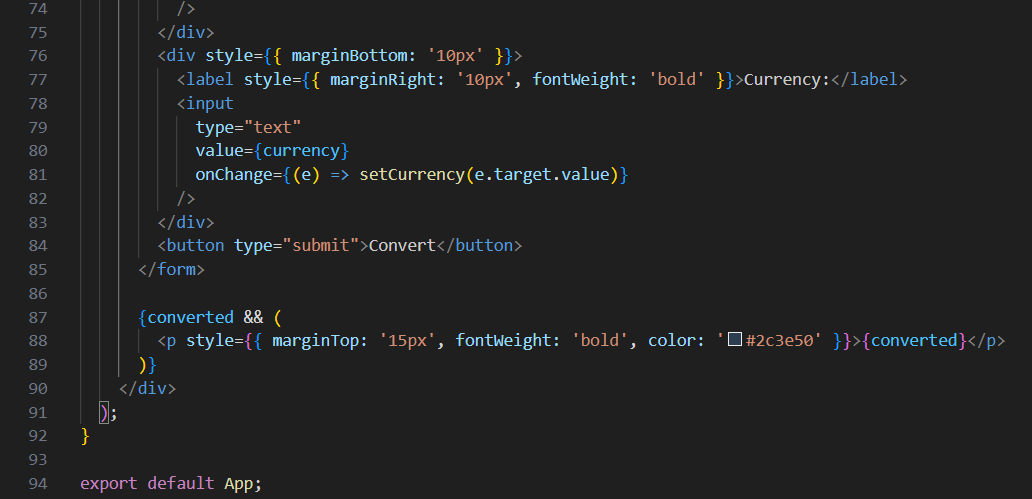 74          />
75        </div>
76        <div style={{ marginBottom: '10px' }}>
77          <label style={{ marginRight: '10px', fontWeight: 'bold' }}>Currency:</label>
78          <input
79            type="text"
80            value={currency}
81            onChange={(e) => setCurrency(e.target.value)}
82          />
83        </div>
84        <button type="submit">Convert</button>
85      </form>
86
87      {converted && (
88        <p style={{ marginTop: '15px', fontWeight: 'bold', color: '#2c3e50' }}>{converted}</p>
89      )}
90    </div>
91  );
92 }
93
94 export default App;